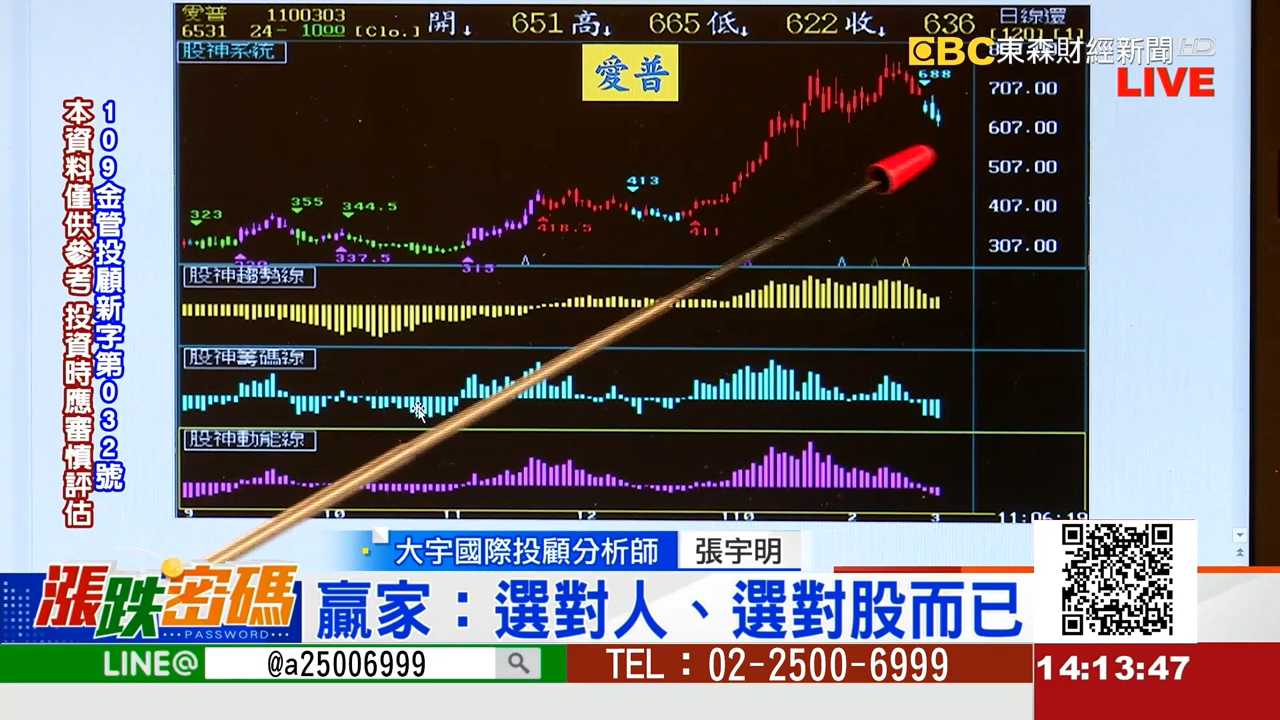 愛普 1100303 開↓ 651 高↓ 665 低↓ 622 收↓ 636 日線還
6531 24- 10:00 [Clo.]
股神系統
愛普
EBC 東森財經新聞 HD
LIVE
688
707.00
607.00
507.00
407.00
307.00
323
355
344.5
337.5
315
418.5
413
411
股神趨勢線
股神籌碼線
股神動能線
9 10 11 12 110 2 3
109金管投顧新字第032號
本資料僅供參考 投資時應審慎評估
大宇國際投顧分析師 張宇明
漲跌密碼
PASSWORD
贏家：選對人、選對股而已
LINE@ @a25006999
TEL：02-2500-6999
14:13:47